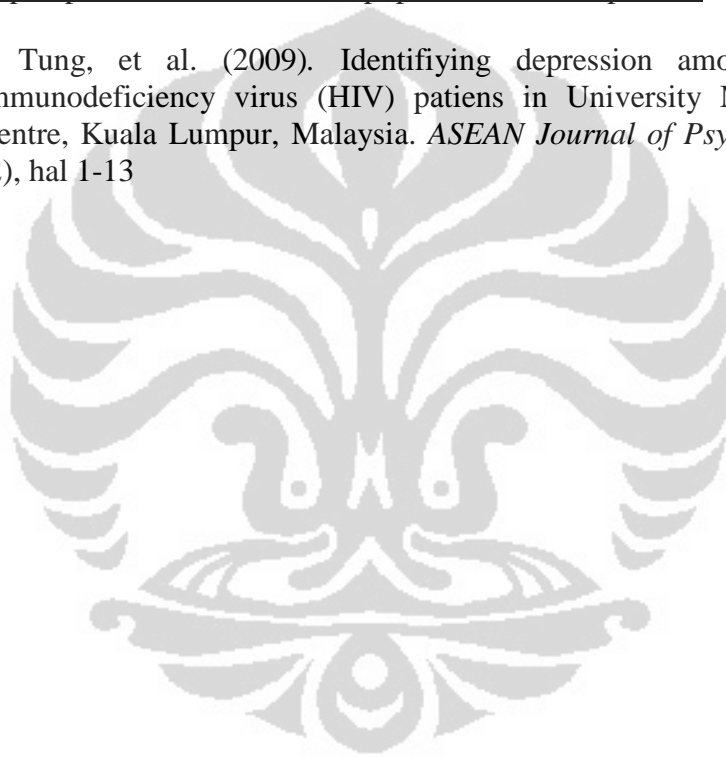 Tung, et al. (2009). Identifiying depression amo
nmunodeficiency virus (HIV) patiens in University M
entre, Kuala Lumpur, Malaysia. ASEAN Journal of Psy
), hal 1-13